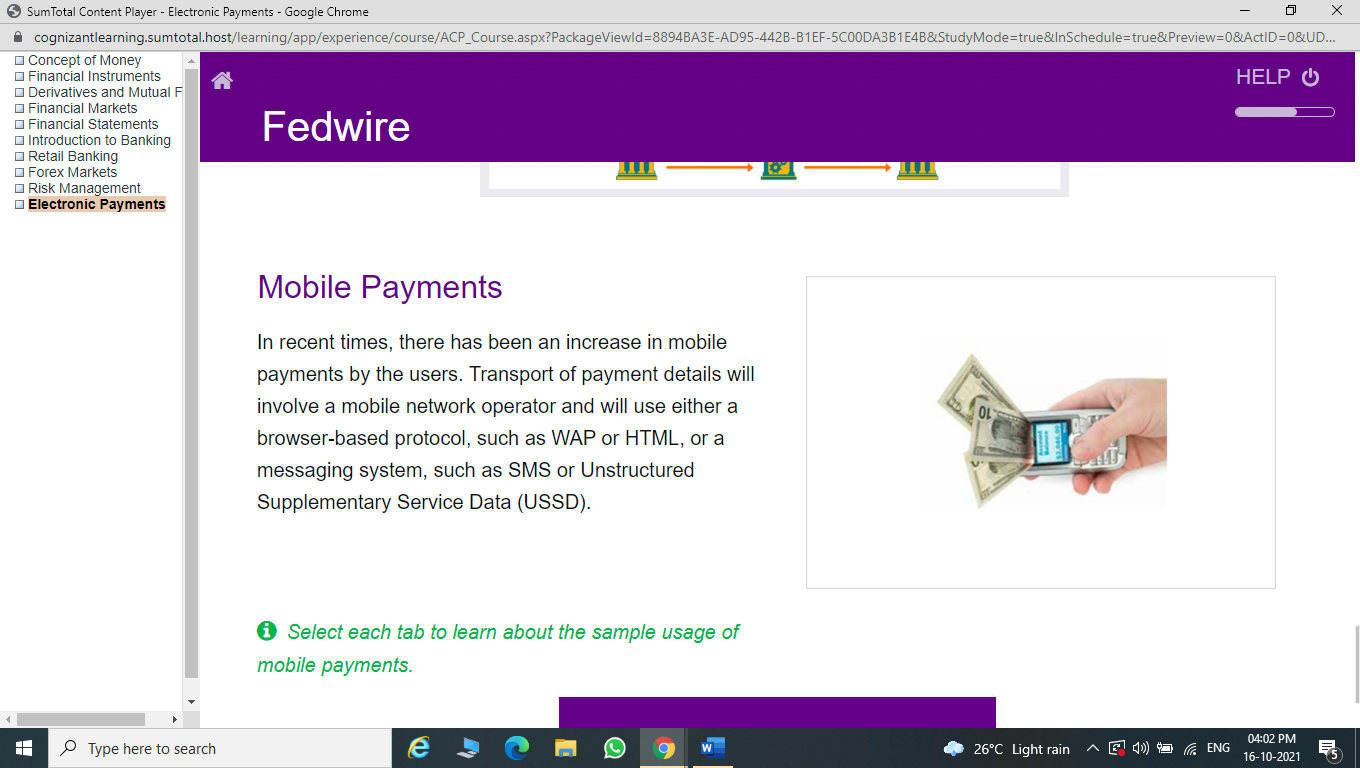 SumTotal Content Player - Electronic Payments - Google Chrome
cognizantlearning.sumtotal.host/learning/app/experience/course/ACP_Course.aspx?PackageViewId=8894BA3E-AD95-442B-B1EF-5C00DA3B1E4B&StudyMode=true&InSchedule=true&Preview=0&ActID=0&UD...
Concept of Money
Financial Instruments
Derivatives and Mutual F
Financial Markets
Financial Statements
Introduction to Banking
Retail Banking
Forex Markets
Risk Management
Electronic Payments
HELP
Fedwire
Mobile Payments
In recent times, there has been an increase in mobile
payments by the users. Transport of payment details will
involve a mobile network operator and will use either a
browser-based protocol, such as WAP or HTML, or a
messaging system, such as SMS or Unstructured
Supplementary Service Data (USSD).
10
Select each tab to learn about the sample usage of
mobile payments.
Type here to search
26°C Light rain
ENG
04:02 PM
16-10-2021
5